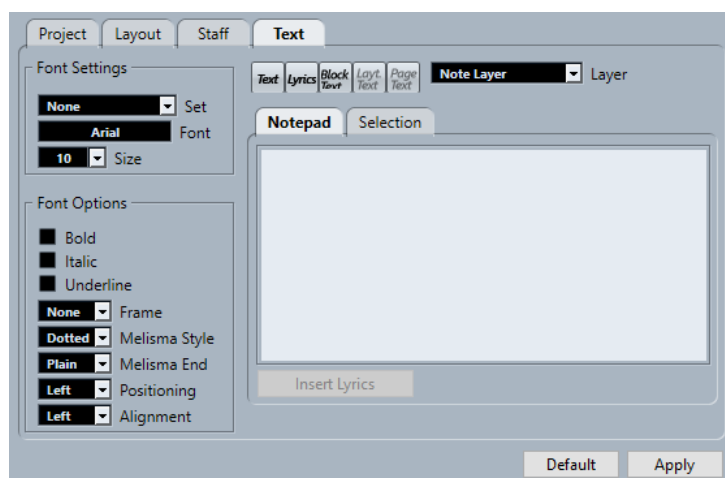 Project Layout Staff Text
Font Settings
None Set
Arial Font
10 Size
Font Options
Bold
Italic
Underline
None Frame
Dotted Melisma Style
Plain Melisma End
Left Positioning
Left Alignment
Text Lyrics Block Text Layt. Text Page Text Note Layer Layer
Notepad Selection
Insert Lyrics
Default Apply